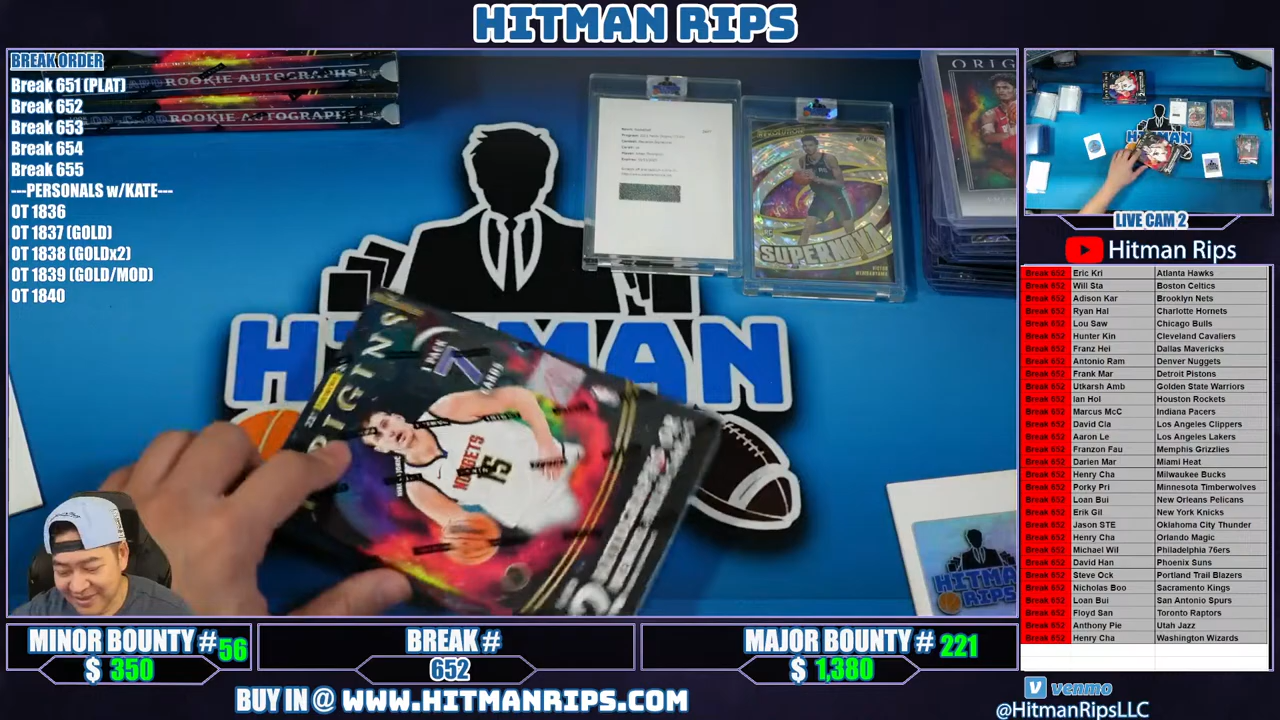 HITMAN RIPS
BREAK ORDER
Break 651 (PLAT)
Break 652
Break 653
Break 654
Break 655
---PERSONALS w/KATE---
OT 1836
OT 1837 (GOLD)
OT 1838 (GOLDx2)
OT 1839 (GOLD/MOD)
OT 1840
ROOKIE AUTOGRAPHS!
ROOKIE AUTOGRAPHS!
ORIG
REVOLUTION
SUPERNOVA
HITMAN
1 PACK
7
NUGGETS
15
HITMAN
RIPS
LIVE CAM 2
Hitman Rips
Break 652 Eric Kri Atlanta Hawks
Break 652 Will Sta Boston Celtics
Break 652 Adison Kar Brooklyn Nets
Break 652 Ryan Hal Charlotte Hornets
Break 652 Lou Saw Chicago Bulls
Break 652 Hunter Kin Cleveland Cavaliers
Break 652 Franz Hei Dallas Mavericks
Break 652 Antonio Ram Denver Nuggets
Break 652 Frank Mar Detroit Pistons
Break 652 Utkarsh Amb Golden State Warriors
Break 652 Ian Hol Houston Rockets
Break 652 Marcus McC Indiana Pacers
Break 652 David Cla Los Angeles Clippers
Break 652 Aaron Le Los Angeles Lakers
Break 652 Franzon Fau Memphis Grizzlies
Break 652 Darien Mar Miami Heat
Break 652 Henry Cha Milwaukee Bucks
Break 652 Porky Pri Minnesota Timberwolves
Break 652 Loan Bui New Orleans Pelicans
Break 652 Erik Gil New York Knicks
Break 652 Jason STE Oklahoma City Thunder
Break 652 Henry Cha Orlando Magic
Break 652 Michael Wil Philadelphia 76ers
Break 652 David Han Phoenix Suns
Break 652 Steve Ock Portland Trail Blazers
Break 652 Nicholas Boo Sacramento Kings
Break 652 Loan Bui San Antonio Spurs
Break 652 Floyd San Toronto Raptors
Break 652 Anthony Pie Utah Jazz
Break 652 Henry Cha Washington Wizards
MINOR BOUNTY # 56
$ 350
BREAK #
652
MAJOR BOUNTY # 221
$ 1,380
BUY IN @ WWW.HITMANRIPS.COM
venmo
@HitmanRipsLLC